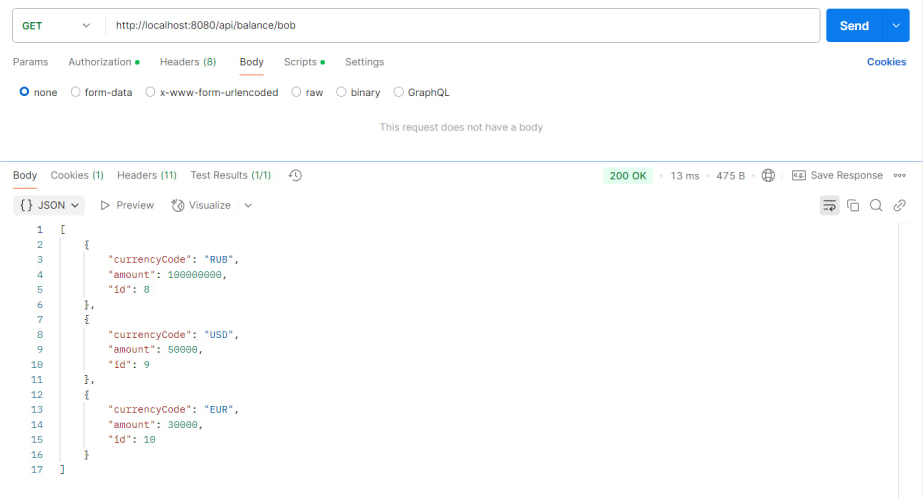 GET http://localhost:8080/api/balance/bob Send
Params Authorization Headers (8) Body Scripts Settings Cookies
none form-data x-www-form-urlencoded raw binary GraphQL
This request does not have a body
Body Cookies (1) Headers (11) Test Results (1/1) 200 OK • 13 ms • 475 B • Save Response
{} JSON Preview Visualize
1 [
2 {
3 "currencyCode": "RUB",
4 "amount": 100000000,
5 "id": 8
6 },
7 {
8 "currencyCode": "USD",
9 "amount": 50000,
10 "id": 9
11 },
12 {
13 "currencyCode": "EUR",
14 "amount": 30000,
15 "id": 10
16 }
17 ]